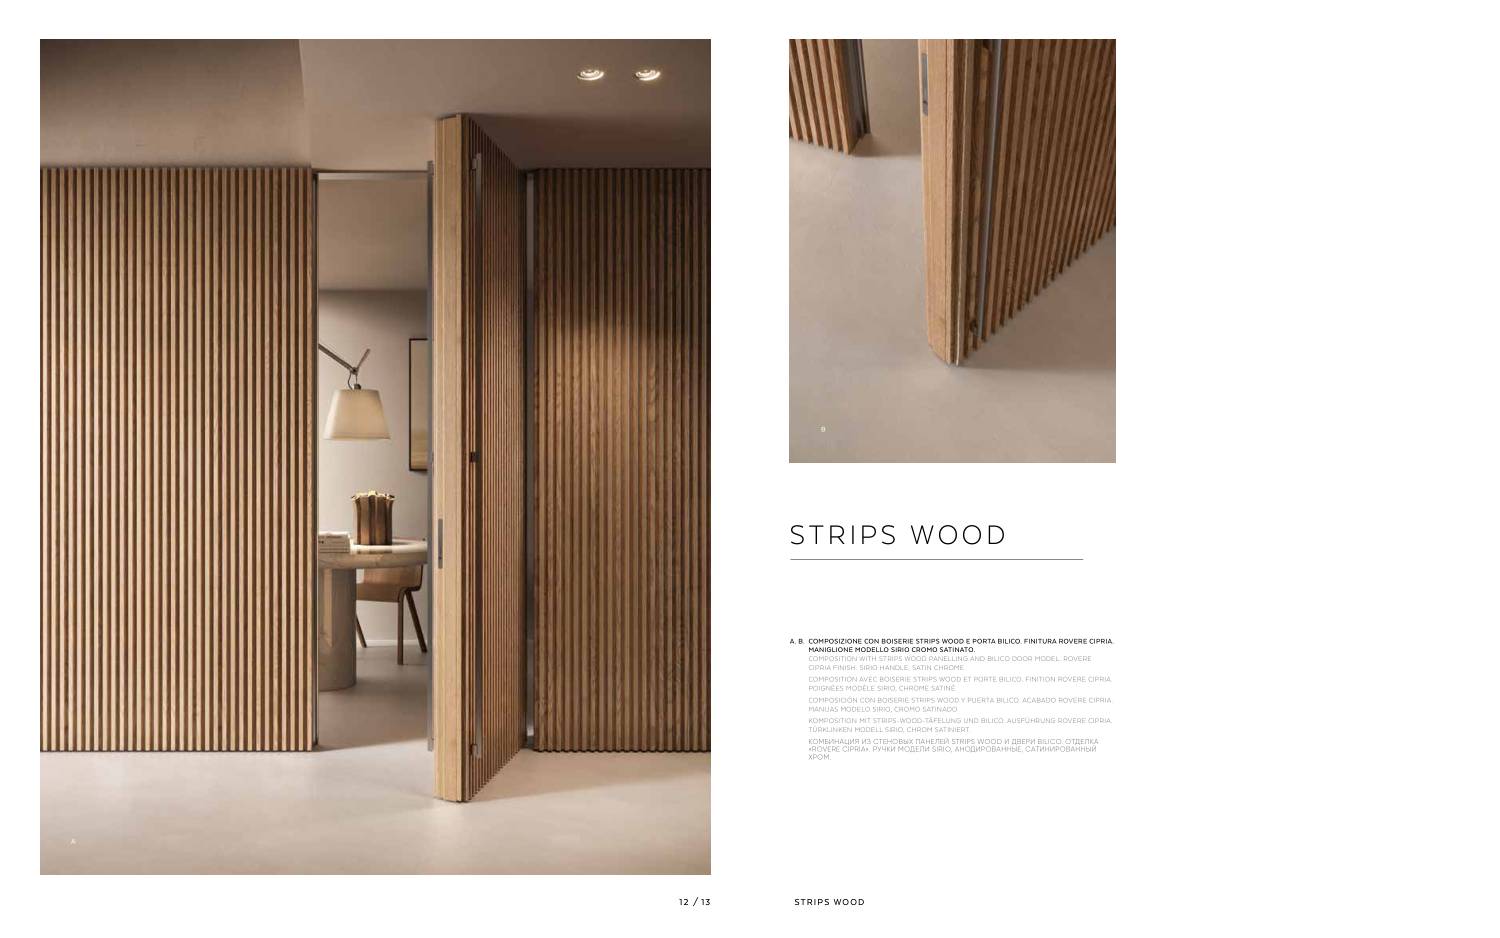 A
B
STRIPS WOOD
A. B. COMPOSIZIONE CON BOISERIE STRIPS WOOD E PORTA BILICO. FINITURA ROVERE CIPRIA.
MANIGLIONE MODELLO SIRIO CROMO SATINATO.
COMPOSITION WITH STRIPS WOOD PANELLING AND BILICO DOOR MODEL. ROVERE
CIPRIA FINISH. SIRIO HANDLE, SATIN CHROME.
COMPOSITION AVEC BOISERIE STRIPS WOOD ET PORTE BILICO. FINITION ROVERE CIPRIA.
POIGNÉES MODÈLE SIRIO, CHROME SATINÉ.
COMPOSICIÓN CON BOISERIE STRIPS WOOD Y PUERTA BILICO. ACABADO ROVERE CIPRIA.
MANIJAS MODELO SIRIO, CROMO SATINADO.
KOMPOSITION MIT STRIPS-WOOD-TÄFELUNG UND BILICO. AUSFÜHRUNG ROVERE CIPRIA.
TÜRKLINKEN MODELL SIRIO, CHROM SATINIERT.
КОМБИНАЦИЯ ИЗ СТЕНОВЫХ ПАНЕЛЕЙ STRIPS WOOD И ДВЕРИ BILICO. ОТДЕЛКА
«ROVERE CIPRIA». РУЧКИ МОДЕЛИ SIRIO, АНОДИРОВАННЫЕ, САТИНИРОВАННЫЙ
ХРОМ.
12 / 13
STRIPS WOOD